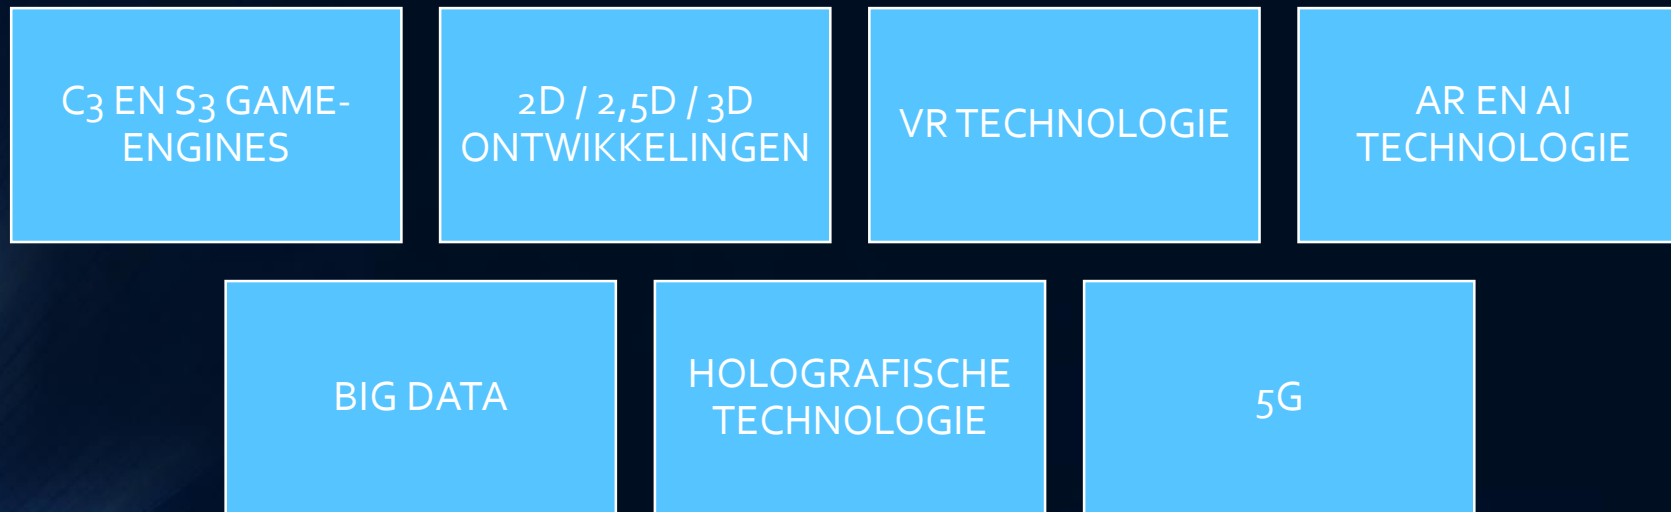 C3 EN S3 GAME-
ENGINES
2D / 2,5D / 3D
ONTWIKKELINGEN
VR TECHNOLOGIE
AR EN AI
TECHNOLOGIE
BIG DATA
HOLOGRAFISCHE
TECHNOLOGIE
5G